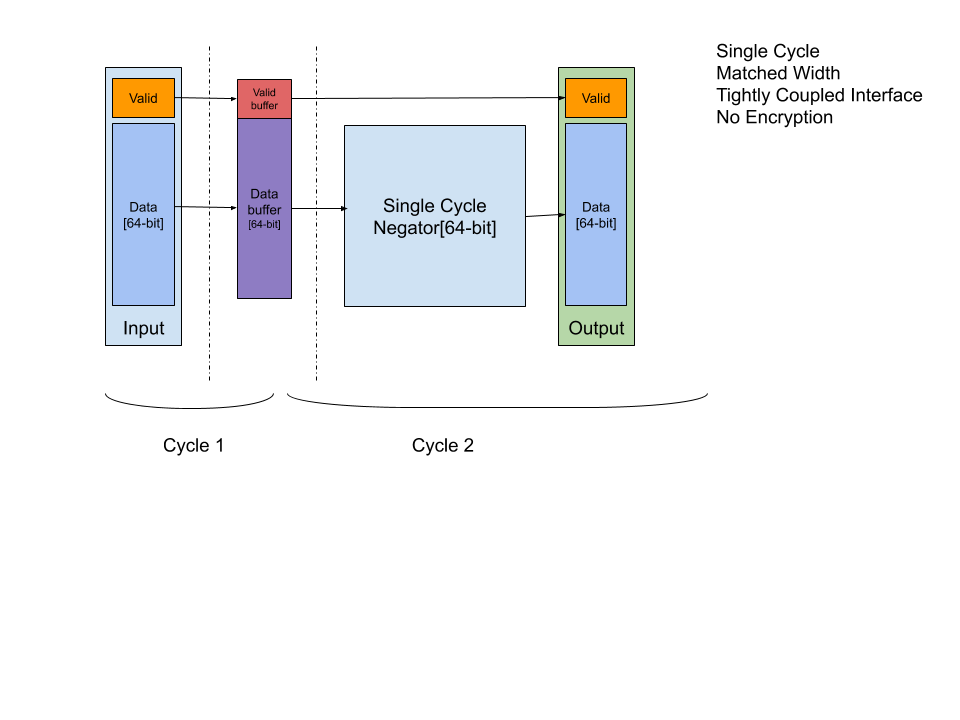 Single Cycle
Matched Width
Tightly Coupled Interface
No Encryption
Valid
Valid
buffer
Valid
Data
[64-bit]
Data
buffer
[64-bit]
Single Cycle
Negator[64-bit]
Data
[64-bit]
Input
Output
Cycle 1
Cycle 2